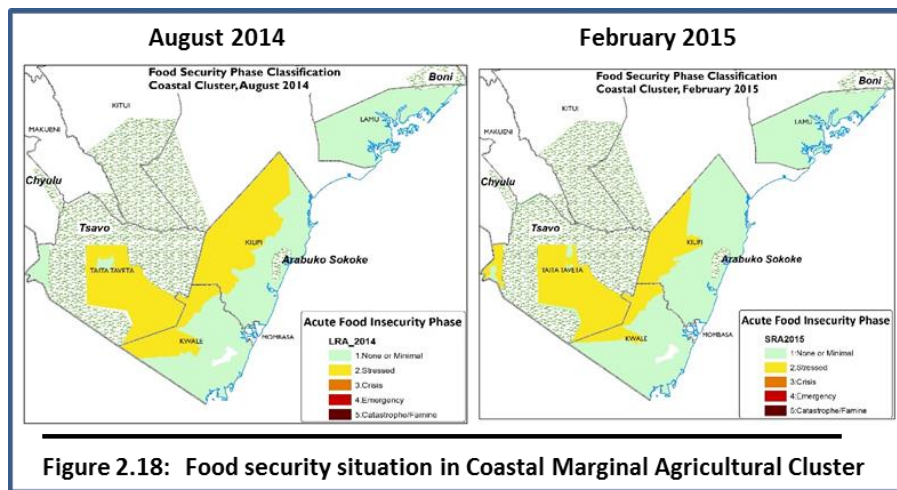 August 2014
February 2015
Food Security Phase Classification
Coastal Cluster, August 2014
Boni
KITUI
LAMU
MAKUENI
Chyulu
Tsavo
KILIFI
TAITA TAVETA
Arabuko Sokoke
KWALE
MOMBASA
Acute Food Insecurity Phase
LRA_2014
1:None or Minimal
2:Stressed
3:Crisis
4:Emergency
5:Catastrophe/Famine
Food Security Phase Classification
Coastal Cluster, February 2015
Boni
KITUI
LAMU
MAKUENI
Chyulu
Tsavo
KILIFI
TAITA TAVETA
Arabuko Sokoke
KWALE
MOMBASA
Acute Food Insecurity Phase
SRA2015
1:None or Minimal
2:Stressed
3:Crisis
4:Emergency
5:Catastrophe/Famine
Figure 2.18: Food security situation in Coastal Marginal Agricultural Cluster